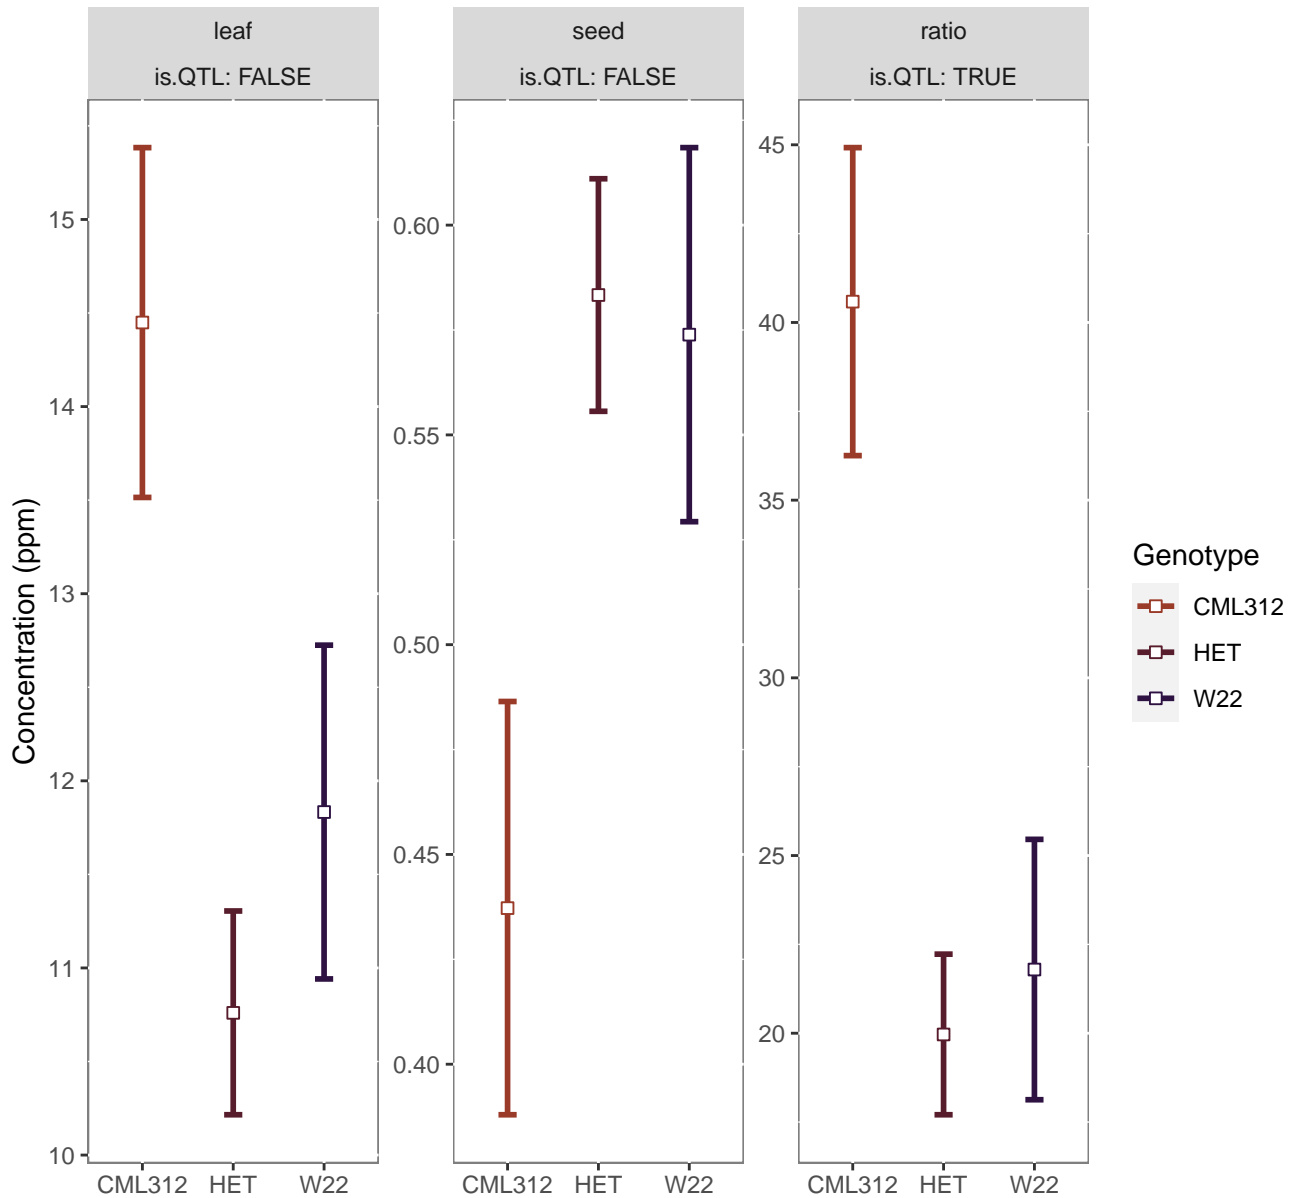 leaf
seed
ratio
is.QTL: FALSE
is.QTL: FALSE
is.QTL: TRUE
Concentration (ppm)
15
14
13
12
11
10
0.60
0.55
0.50
0.45
0.40
45
40
35
30
25
20
CML312
HET
W22
CML312
HET
W22
CML312
HET
W22
Genotype
CML312
HET
W22